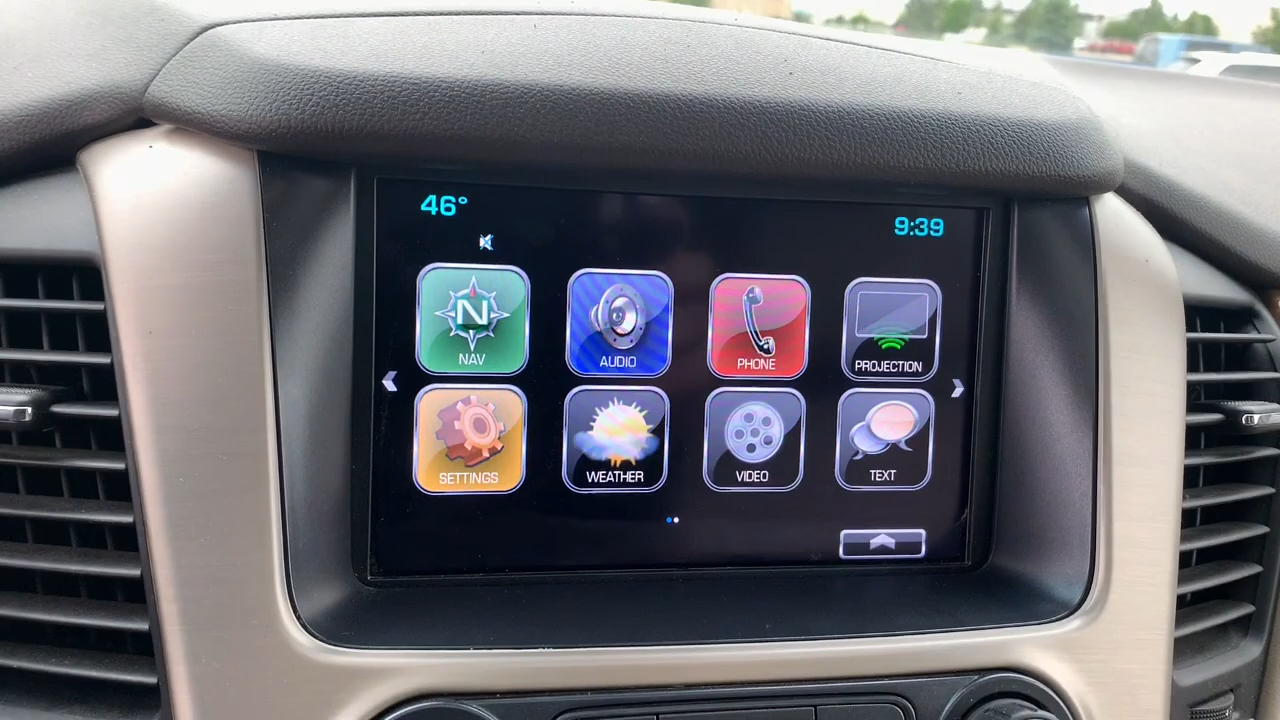 46°
9:39
N
NAV
AUDIO
PHONE
PROJECTION
SETTINGS
WEATHER
VIDEO
TEXT